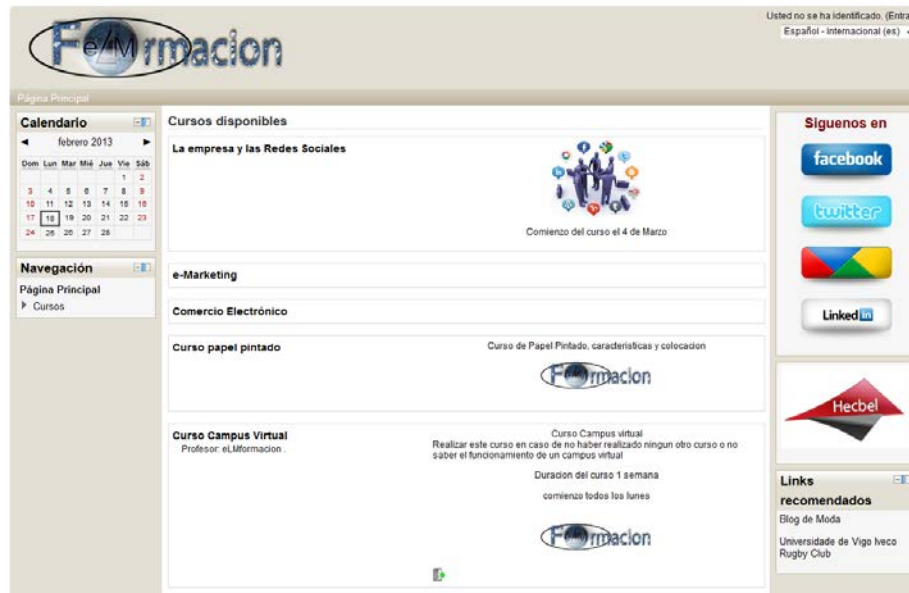 Usted no se ha identificado. (Entra
Español - Internacional (es)
Fe/Mrmacion
Página Principal
Calendario
febrero 2013
Dom Lun Mar Mié Jue Vie Sáb
1 2
3 4 5 6 7 8 9
10 11 12 13 14 15 16
17 18 19 20 21 22 23
24 25 26 27 28
Navegación
Página Principal
Cursos
Cursos disponibles
La empresa y las Redes Sociales
Comienzo del curso el 4 de Marzo
e-Marketing
Comercio Electrónico
Curso papel pintado
Curso de Papel Pintado, caracteristicas y colocacion
Curso Campus Virtual
Profesor: eLMformacion .
Curso Campus virtual
Realizar este curso en caso de no haber realizado ningun otro curso o no
saber el funcionamiento de un campus virtual
Duracion del curso 1 semana
comienzo todos los lunes
Siguenos en
facebook
twitter
Linked in
Hecbel
Links
recomendados
Blog de Moda
Universidade de Vigo Iveco
Rugby Club